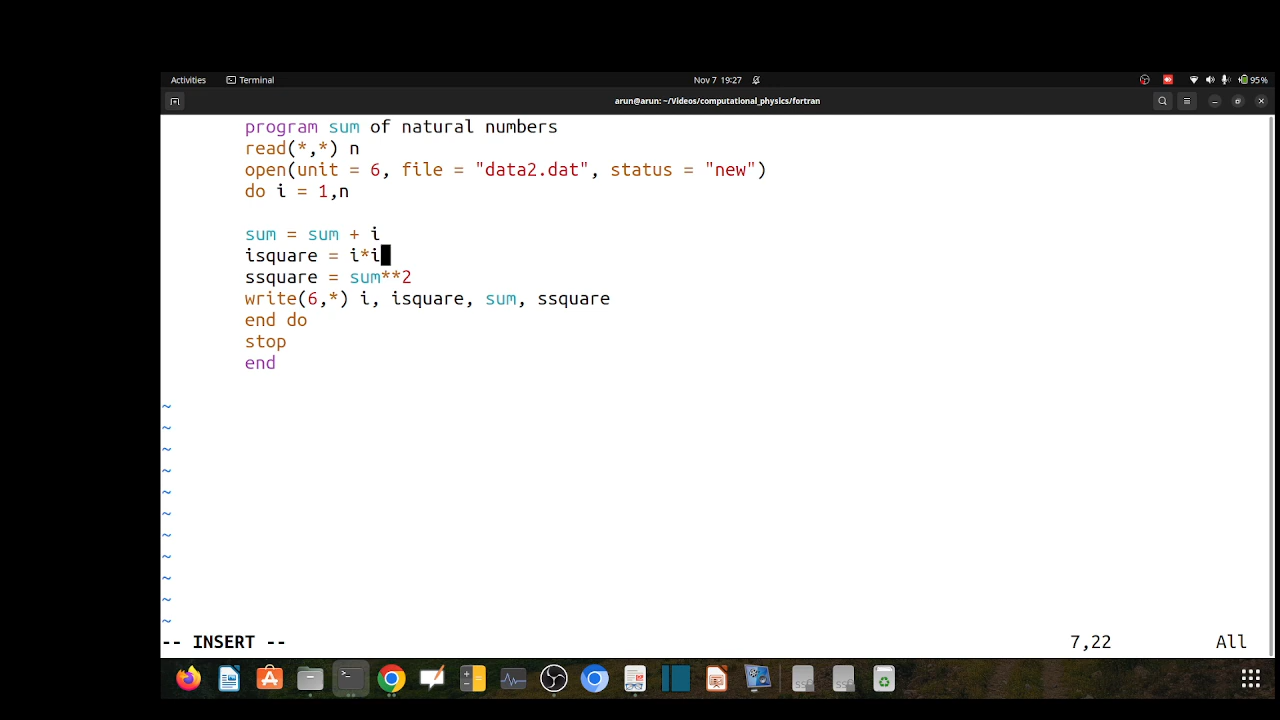 Activities Terminal Nov 7 19:27 95%
arun@arun: ~/Videos/computational_physics/fortran
program sum of natural numbers
read(*,*) n
open(unit = 6, file = "data2.dat", status = "new")
do i = 1,n
sum = sum + i
isquare = i*i
ssquare = sum**2
write(6,*) i, isquare, sum, ssquare
end do
stop
end
~
~
~
~
~
~
~
~
~
~
~
-- INSERT -- 7,22 All